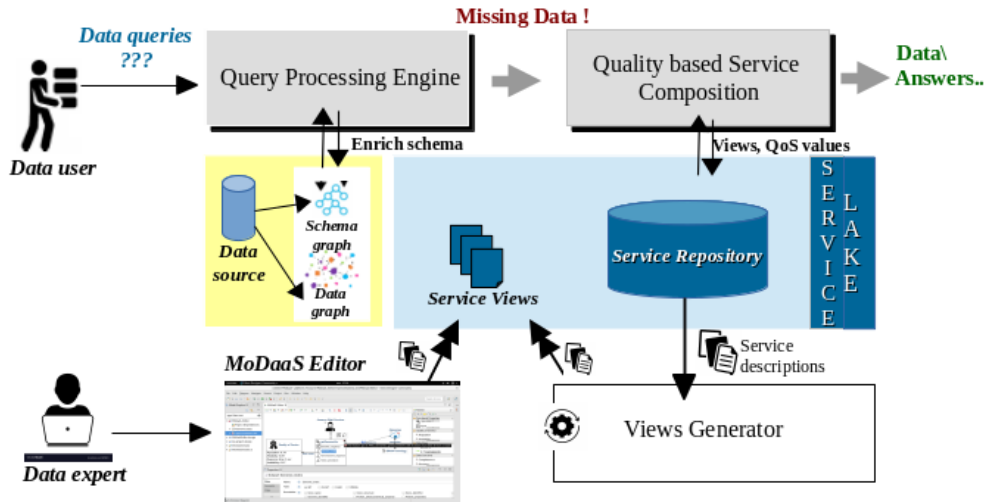 Missing Data !
Data queries
???
Query Processing Engine
Quality based Service
Composition
Data\
Answers..
Data user
Enrich schema
Views, QoS values
Schema
graph
Data
source
Data
graph
Service Views
Service Repository
SERVICE
LAKE
MoDaaS Editor
Service
descriptions
Views Generator
Data expert